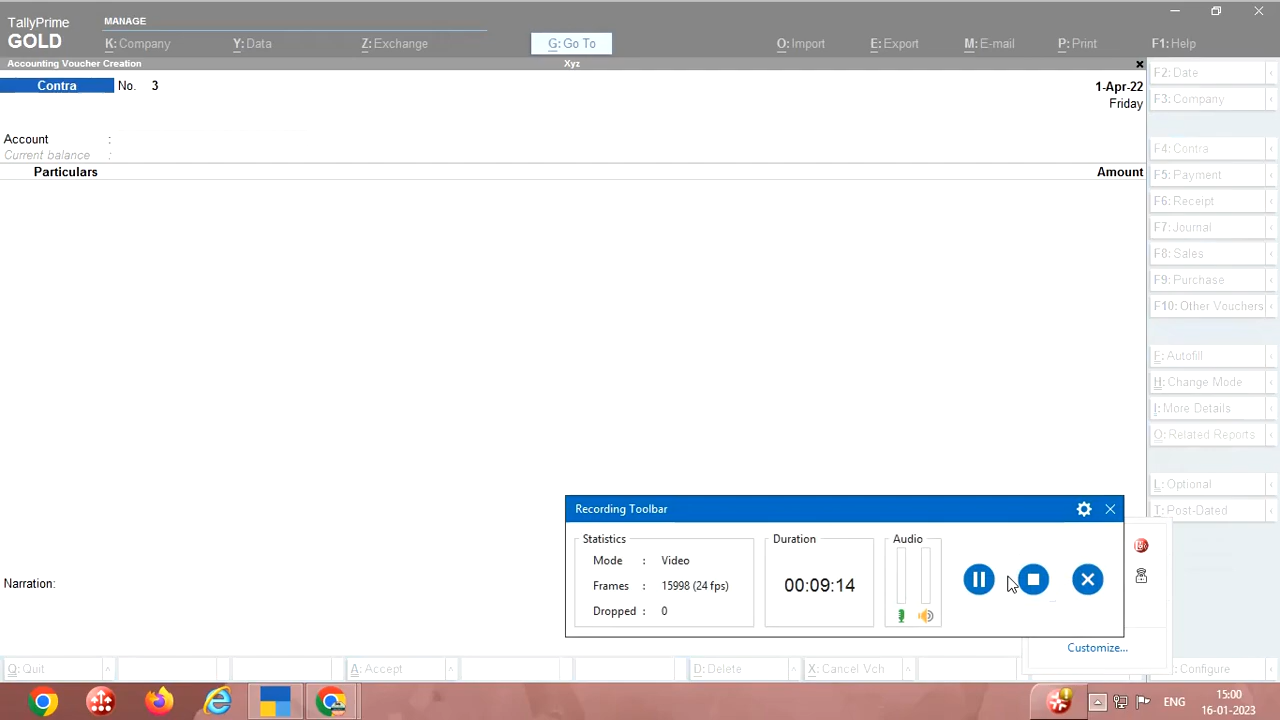 TallyPrime
GOLD
MANAGE
K: Company
Y: Data
Z: Exchange
G: Go To
O: Import
E: Export
M: E-mail
P: Print
F1: Help
Accounting Voucher Creation
Xyz
Contra No. 3
1-Apr-22
Friday
Account :
Current balance :
Particulars
Amount
F2: Date
F3: Company
F4: Contra
F5: Payment
F6: Receipt
F7: Journal
F8: Sales
F9: Purchase
F10: Other Vouchers
F: Autofill
H: Change Mode
I: More Details
O: Related Reports
L: Optional
T: Post-Dated
Recording Toolbar
Statistics
Mode : Video
Frames : 15998 (24 fps)
Dropped : 0
Duration
00:09:14
Audio
Customize...
Narration:
Q: Quit
A: Accept
D: Delete
X: Cancel Vch
Configure
ENG
15:00
16-01-2023